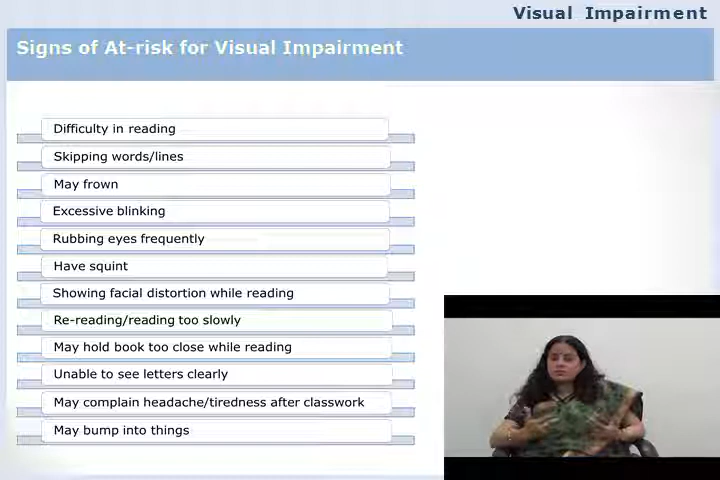 Visual Impairment
Signs of At-risk for Visual Impairment
Difficulty in reading
Skipping words/lines
May frown
Excessive blinking
Rubbing eyes frequently
Have squint
Showing facial distortion while reading
Re-reading/reading too slowly
May hold book too close while reading
Unable to see letters clearly
May complain headache/tiredness after classwork
May bump into things